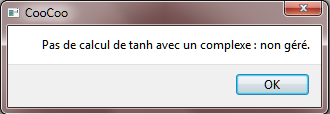 CooCoo
Pas de calcul de tanh avec un complexe : non géré.
OK